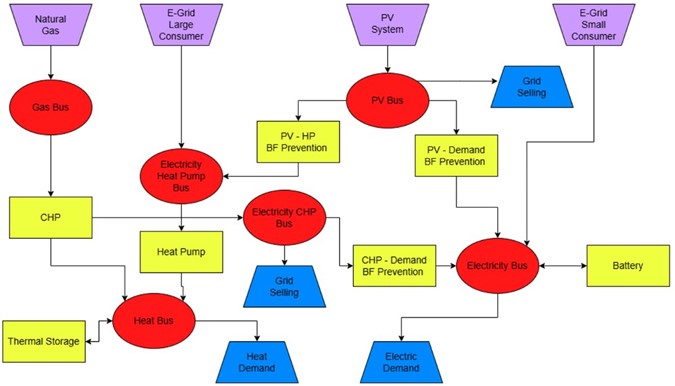 Natural
Gas
E-Grid
Large
Consumer
PV
System
E-Grid
Small
Consumer
Gas Bus
PV Bus
Grid
Selling
PV - HP
BF Prevention
PV - Demand
BF Prevention
Electricity
Heat Pump
Bus
CHP
Electricity CHP
Bus
Heat Pump
CHP - Demand
BF Prevention
Electricity Bus
Battery
Grid
Selling
Heat Bus
Thermal Storage
Heat
Demand
Electric
Demand